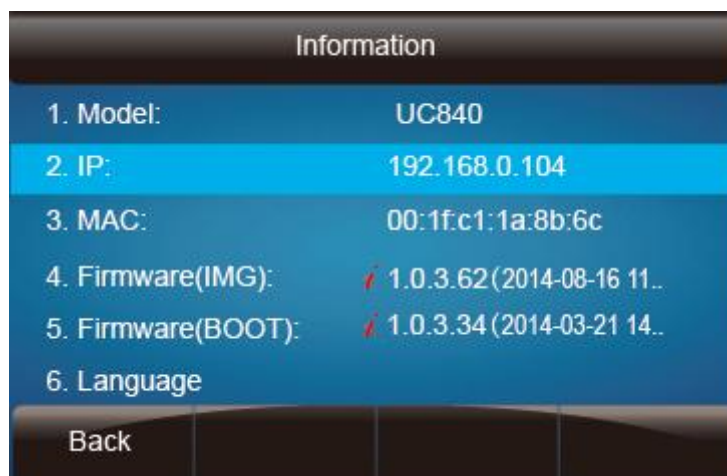 Information
1. Model: UC840
2. IP: 192.168.0.104
3. MAC: 00:1f:c1:1a:8b:6c
4. Firmware(IMG): i 1.0.3.62(2014-08-16 11..
5. Firmware(BOOT): i 1.0.3.34(2014-03-21 14..
6. Language
Back